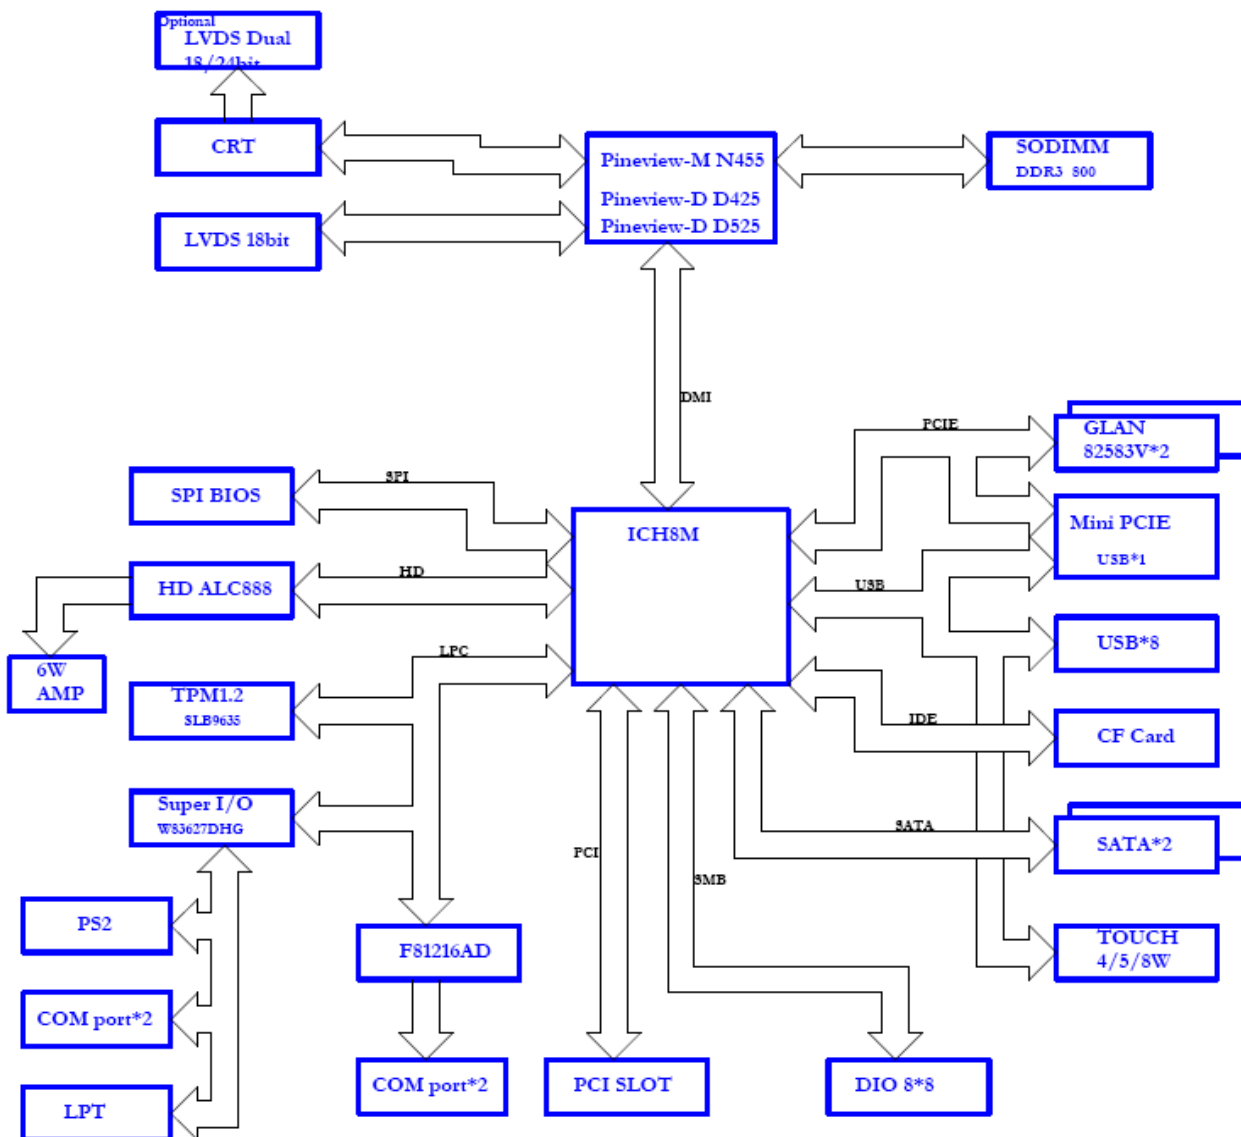 Optional
LVDS Dual
18/24bit
CRT
LVDS 18bit
Pineview-M N455
Pineview-D D425
Pineview-D D525
SODIMM
DDR3 800
DMI
PCIE
GLAN
82583V*2
SPI
SPI BIOS
ICH8M
Mini PCIE
USB*1
HD
HD ALC888
USB
USB*8
LPC
6W
AMP
TPM1.2
SLB9635
IDE
CF Card
Super I/O
W83627DHG
SATA
SATA*2
PCI
SMB
PS2
F81216AD
TOUCH
4/5/8W
COM port*2
LPT
COM port*2
PCI SLOT
DIO 8*8